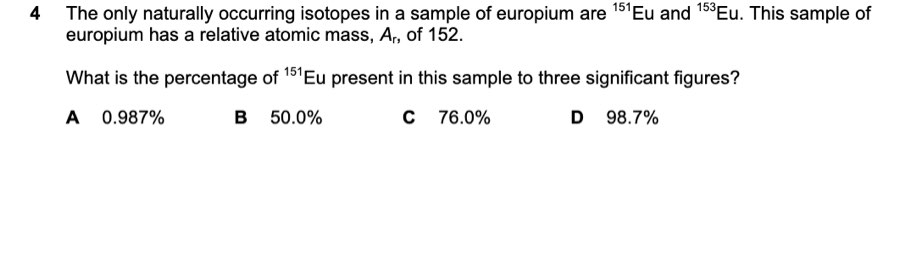 4 The only naturally occurring isotopes in a sample of europium are ¹⁵¹Eu and ¹⁵³Eu. This sample of
europium has a relative atomic mass, Aᵣ, of 152.
What is the percentage of ¹⁵¹Eu present in this sample to three significant figures?
A 0.987% B 50.0% C 76.0% D 98.7%